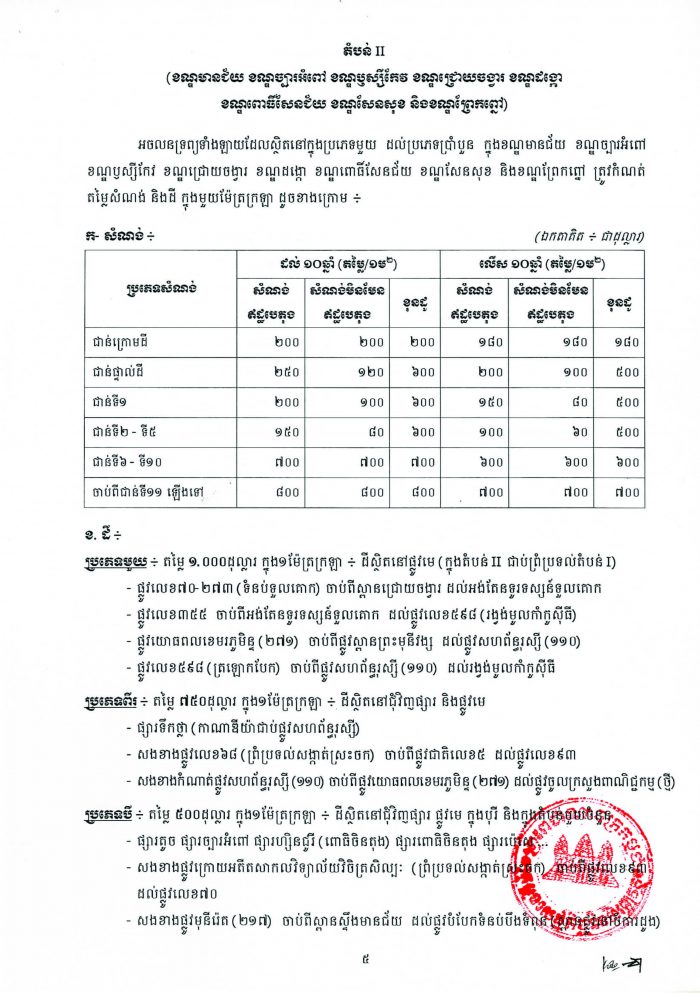 តំបន់ II
(ខណ្ឌមានជ័យ ខណ្ឌច្បារអំពៅ ខណ្ឌឫស្សីកែវ ខណ្ឌជ្រោយចង្វារ ខណ្ឌដង្កោ
ខណ្ឌពោធិ៍សែនជ័យ ខណ្ឌសែនសុខ និងខណ្ឌព្រែកព្នៅ)
អចលនទ្រព្យទាំងឡាយដែលស្ថិតនៅក្នុងប្រភេទមួយ ដល់ប្រភេទប្រាំបួន ក្នុងខណ្ឌមានជ័យ ខណ្ឌច្បារអំពៅ
ខណ្ឌឫស្សីកែវ ខណ្ឌជ្រោយចង្វារ ខណ្ឌដង្កោ ខណ្ឌពោធិ៍សែនជ័យ ខណ្ឌសែនសុខ និងខណ្ឌព្រែកព្នៅ ត្រូវកំណត់
តម្លៃសំណង់ និងដី ក្នុងមួយម៉ែត្រក្រឡា ដូចខាងក្រោម ÷
ក- សំណង់ ÷ (ឯកតាគិត ÷ ជាដុល្លារ)
ប្រភេទសំណង់ ដល់ ១០ឆ្នាំ (តម្លៃ/១ម២) លើស ១០ឆ្នាំ (តម្លៃ/១ម២)
សំណង់ឥដ្ឋបេតុង សំណង់មិនមែនឥដ្ឋបេតុង ខុនដូ សំណង់ឥដ្ឋបេតុង សំណង់មិនមែនឥដ្ឋបេតុង ខុនដូ
ជាន់ក្រោមដី ២០០ ២០០ ២០០ ១៨០ ១៨០ ១៨០
ជាន់ផ្ទាល់ដី ២៥០ ១២០ ៦០០ ២០០ ១០០ ៥០០
ជាន់ទី១ ២០០ ១០០ ៦០០ ១៥០ ៨០ ៥០០
ជាន់ទី២ - ទី៥ ១៥០ ៨០ ៦០០ ១០០ ៦០ ៥០០
ជាន់ទី៦ - ទី១០ ៧០០ ៧០០ ៧០០ ៦០០ ៦០០ ៦០០
ចាប់ពីជាន់ទី១១ ឡើងទៅ ៨០០ ៨០០ ៨០០ ៧០០ ៧០០ ៧០០
ខ. ដី ÷
ប្រភេទមួយ ÷ តម្លៃ ១.០០០ដុល្លារ ក្នុង១ម៉ែត្រក្រឡា ÷ ដីស្ថិតនៅផ្លូវមេ (ក្នុងតំបន់ II ជាប់ព្រំប្រទល់តំបន់ I)
- ផ្លូវលេខ៧០-២៧៣ (ទំនប់ទួលគោក) ចាប់ពីស្ពានជ្រោយចង្វារ ដល់អង់តែនទូរទស្សន៍ទួលគោក
- ផ្លូវលេខ៣៥៥ ចាប់ពីអង់តែនទូរទស្សន៍ទួលគោក ដល់ផ្លូវលេខ៥៩៨ (រង្វង់មូលកាំកូស៊ីធី)
- ផ្លូវយោធពលខេមរភូមិន្ទ (២៧១) ចាប់ពីផ្លូវស្ពានព្រះមុនីវង្ស ដល់ផ្លូវសហព័ន្ធរុស្ស៊ី (១១០)
- ផ្លូវលេខ៥៩៨ (ត្រឡោកបែក) ចាប់ពីផ្លូវសហព័ន្ធរុស្ស៊ី (១១០) ដល់រង្វង់មូលកាំកូស៊ីធី
ប្រភេទពីរ ÷ តម្លៃ ៧៥០ដុល្លារ ក្នុង១ម៉ែត្រក្រឡា ÷ ដីស្ថិតនៅជុំវិញផ្សារ និងផ្លូវមេ
- ផ្សារទឹកថ្លា (កាណាឌីយ៉ាជាប់ផ្លូវសហព័ន្ធរុស្ស៊ី)
- សងខាងផ្លូវលេខ៦៨ (ព្រំប្រទល់សង្កាត់ស្រះចក) ចាប់ពីផ្លូវជាតិលេខ៥ ដល់ផ្លូវលេខ៩៣
- សងខាងកំណាត់ផ្លូវសហព័ន្ធរុស្ស៊ី (១១០) ចាប់ពីផ្លូវយោធពលខេមរភូមិន្ទ (២៧១) ដល់ផ្លូវចូលក្រសួងពាណិជ្ជកម្ម (ថ្មី)
ប្រភេទបី ÷ តម្លៃ ៥០០ដុល្លារ ក្នុង១ម៉ែត្រក្រឡា ÷ ដីស្ថិតនៅជុំវិញផ្សារ ផ្លូវមេ ក្នុងបុរី និងក្នុង
- ផ្សារតូច ផ្សារច្បារអំពៅ ផ្សារហ្ស៊ិនជូរី (ពោធិចិនតុង) ផ្សារពោធិចិនតុង
- សងខាងផ្លូវក្រោយអតីតសាកលវិទ្យាល័យវិចិត្រសិល្បៈ (ព្រំប្រទល់សង្កាត់ស្រះចក) ចាប់ពីផ្លូវលេខ៩៣
ដល់ផ្លូវលេខ៧០
- សងខាងផ្លូវមុនីរ៉េត (២១៧) ចាប់ពីស្ពានស្ទឹងមានជ័យ ដល់ផ្លូវបំបែកទំនប់បឹងទំពុន
៥